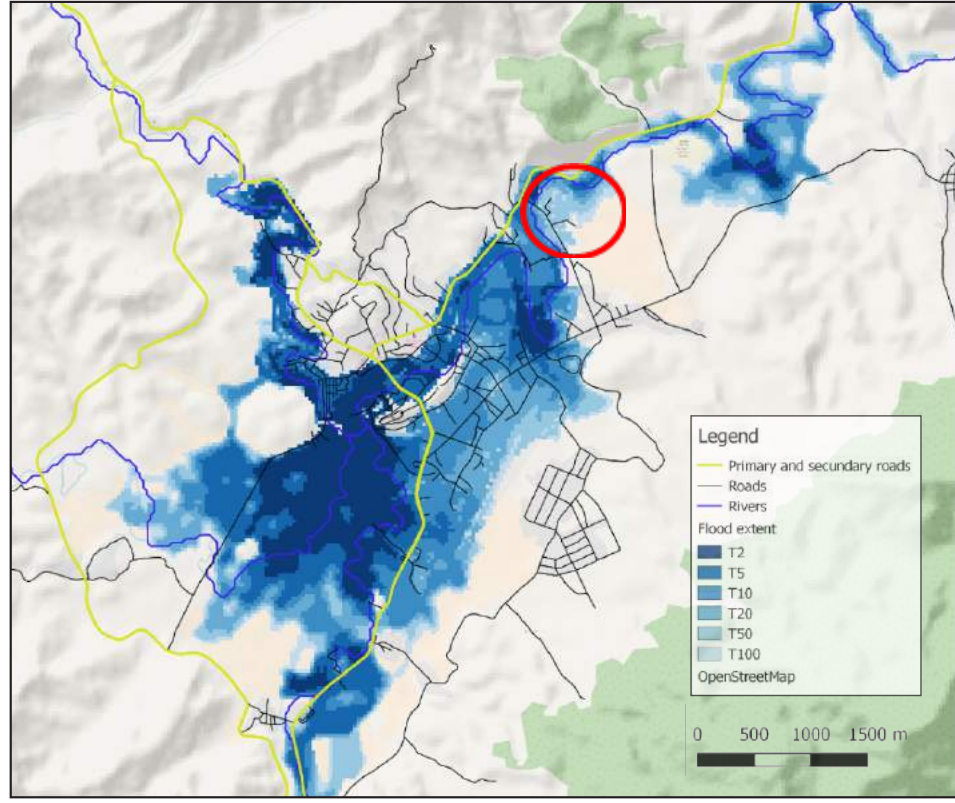 Legend
Primary and secundary roads
Roads
Rivers
Flood extent
T2
T5
T10
T20
T50
T100
OpenStreetMap
0 500 1000 1500 m